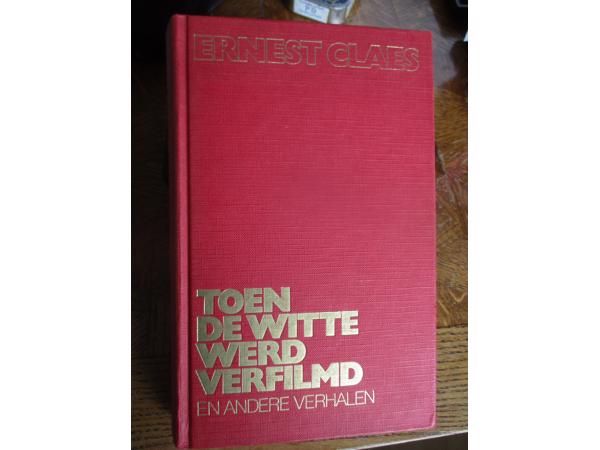 ERNEST CLAES
TOEN
DE WITTE
WERD
VERFILMD
EN ANDERE VERHALEN